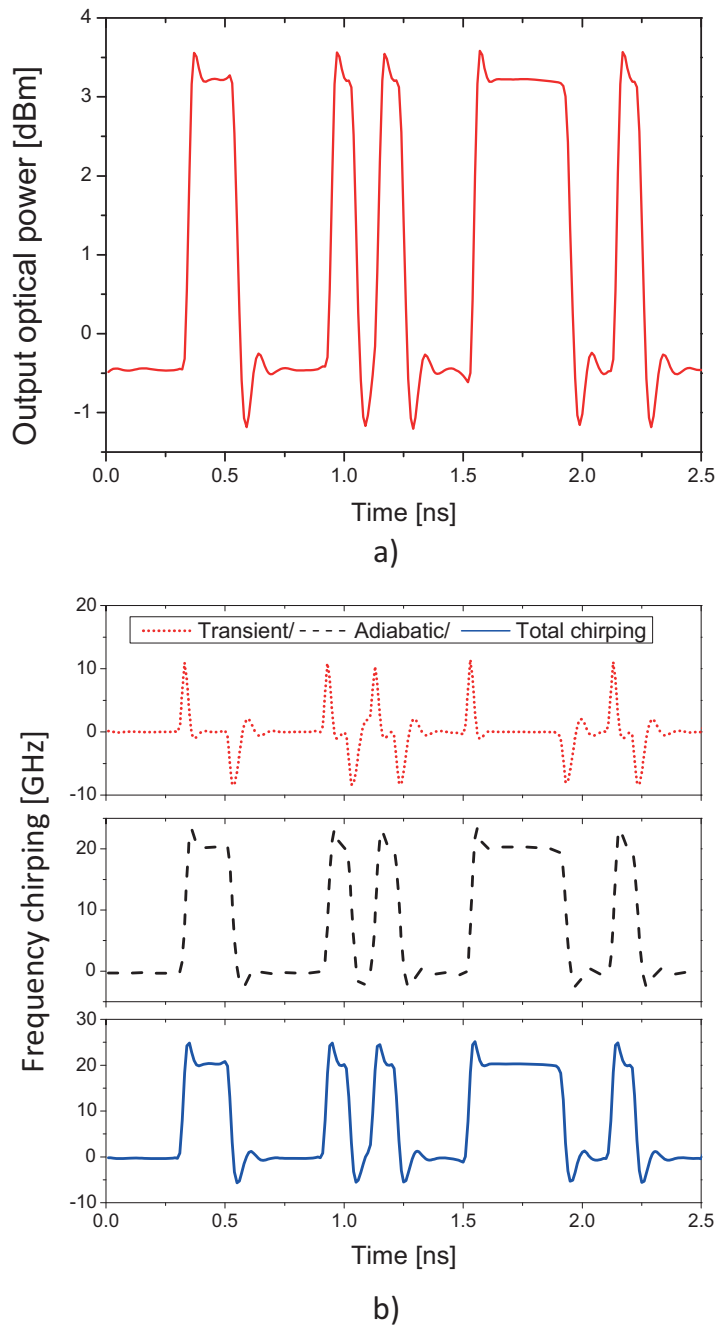 4
3
2
1
0
-1
Output optical power [dBm]
0.0 0.5 1.0 1.5 2.0 2.5
Time [ns]
a)
20
10
0
-10
Transient/ Adiabatic/ Total chirping
20
10
0
30
20
10
0
-10
Frequency chirping [GHz]
0.0 0.5 1.0 1.5 2.0 2.5
Time [ns]
b)